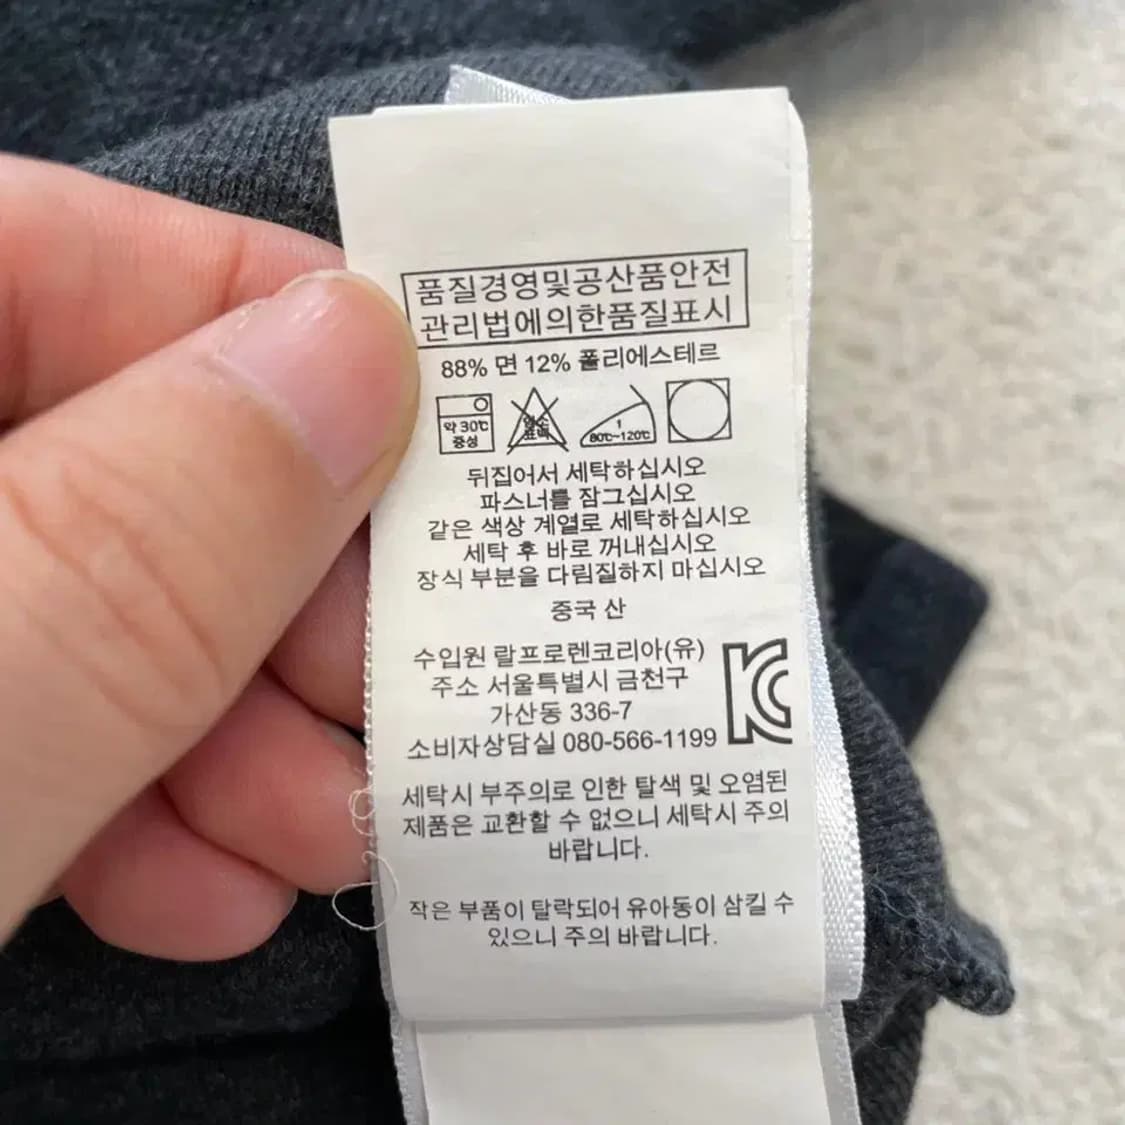 품질경영및공산품안전
관리법에의한품질표시
88% 면 12% 폴리에스테르
약 30℃
중성
염소
표백
1
80℃~120℃
뒤집어서 세탁하십시오
파스너를 잠그십시오
같은 색상 계열로 세탁하십시오
세탁 후 바로 꺼내십시오
장식 부분을 다림질하지 마십시오
중국 산
수입원 랄프로렌코리아(유)
주소 서울특별시 금천구
가산동 336-7
소비자상담실 080-566-1199
세탁시 부주의로 인한 탈색 및 오염된
제품은 교환할 수 없으니 세탁시 주의
바랍니다.
작은 부품이 탈락되어 유아동이 삼킬 수
있으니 주의 바랍니다.